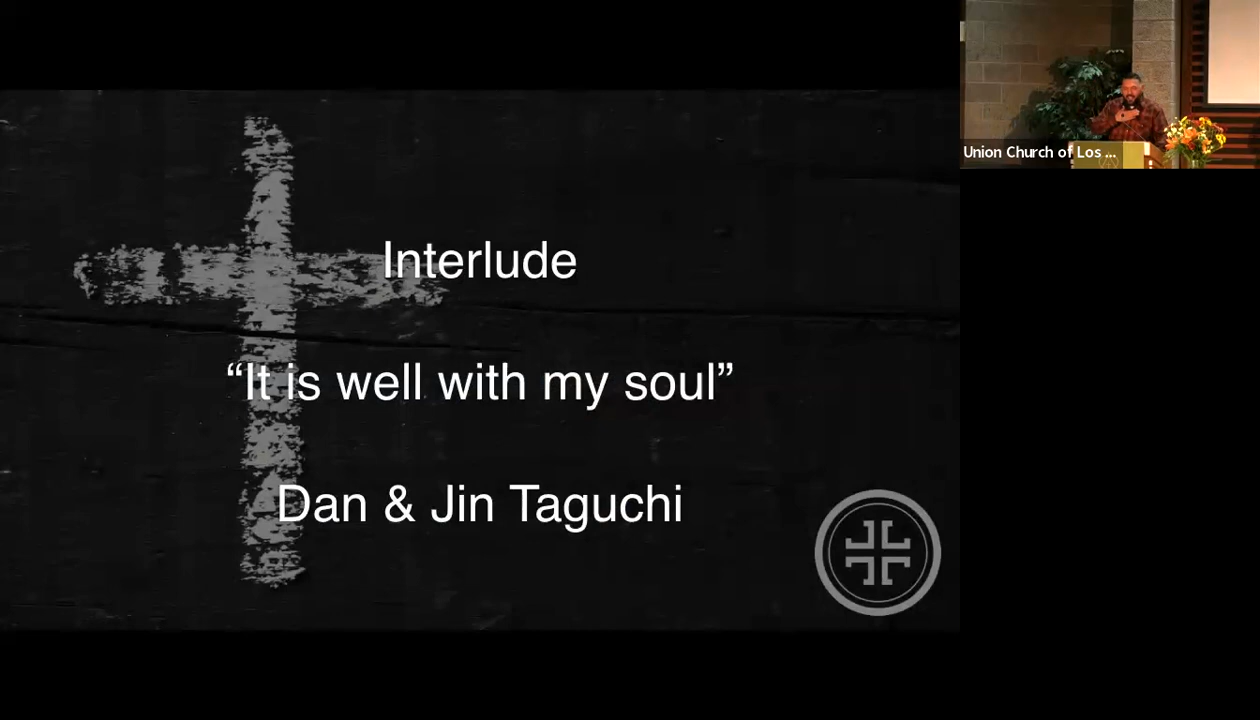 Interlude
“It is well with my soul”
Dan & Jin Taguchi
Union Church of Los ...